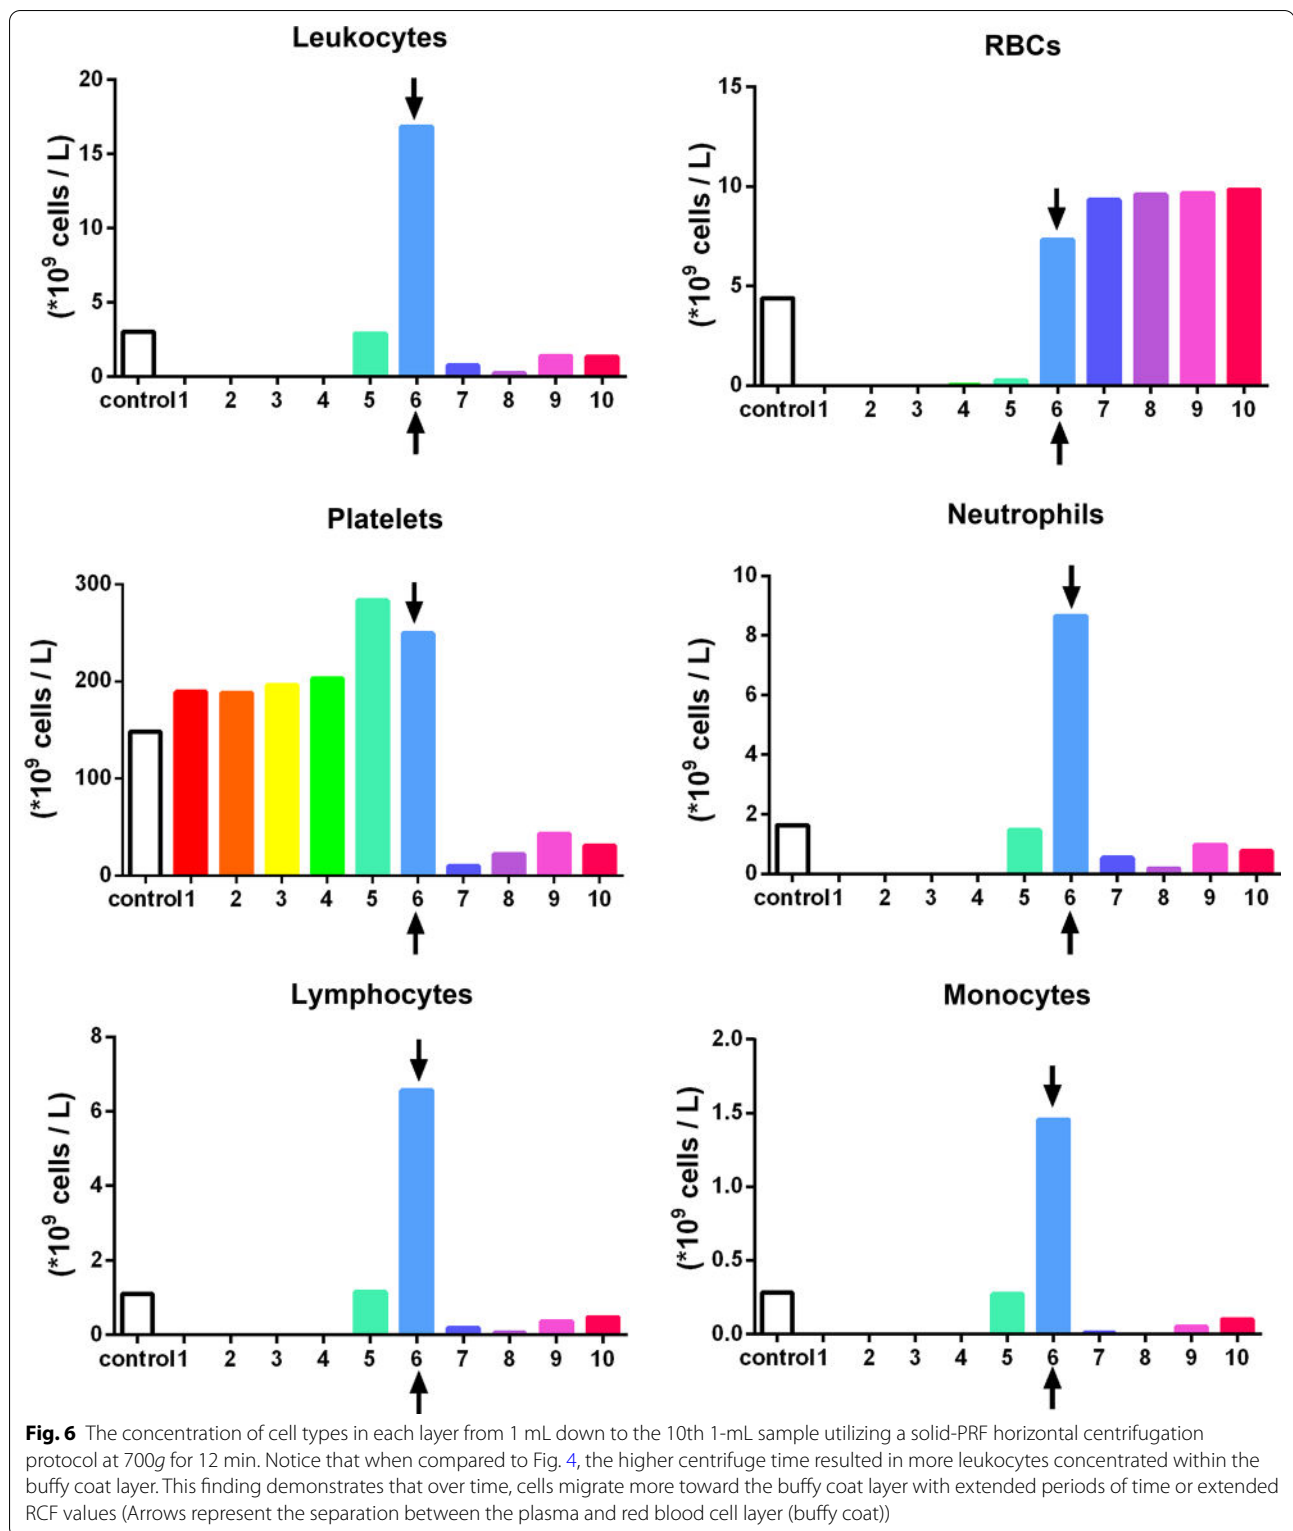 Leukocytes
(*10⁹ cells / L)
20
15
10
5
0
control 1 2 3 4 5 6 7 8 9 10
RBCs
(*10⁹ cells / L)
15
10
5
0
control 1 2 3 4 5 6 7 8 9 10
Platelets
(*10⁹ cells / L)
300
200
100
0
control 1 2 3 4 5 6 7 8 9 10
Neutrophils
(*10⁹ cells / L)
10
8
6
4
2
0
control 1 2 3 4 5 6 7 8 9 10
Lymphocytes
(*10⁹ cells / L)
8
6
4
2
0
control 1 2 3 4 5 6 7 8 9 10
Monocytes
(*10⁹ cells / L)
2.0
1.5
1.0
0.5
0.0
control 1 2 3 4 5 6 7 8 9 10
Fig. 6 The concentration of cell types in each layer from 1 mL down to the 10th 1-mL sample utilizing a solid-PRF horizontal centrifugation
protocol at 700g for 12 min. Notice that when compared to Fig. 4, the higher centrifuge time resulted in more leukocytes concentrated within the
buffy coat layer. This finding demonstrates that over time, cells migrate more toward the buffy coat layer with extended periods of time or extended
RCF values (Arrows represent the separation between the plasma and red blood cell layer (buffy coat))